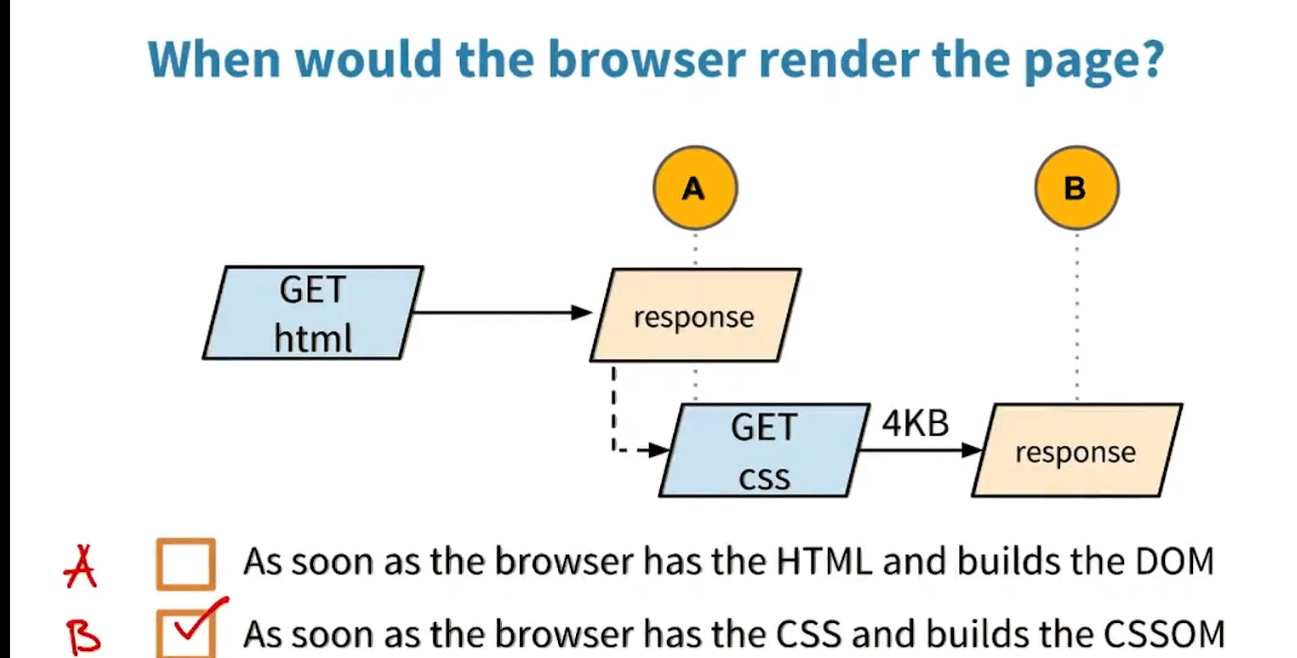 When would the browser render the page?
A
B
GET
html
response
GET
css
4KB
response
A As soon as the browser has the HTML and builds the DOM
B As soon as the browser has the CSS and builds the CSSOM